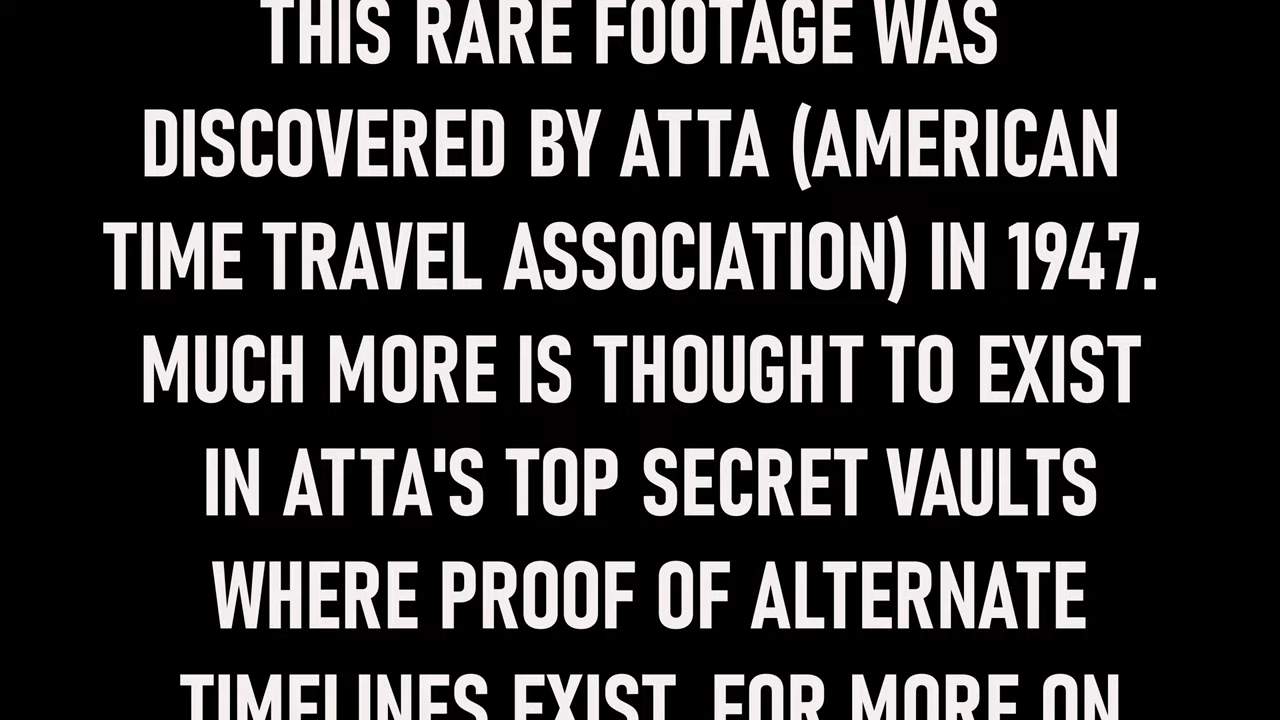 THIS RARE FOOTAGE WAS
DISCOVERED BY ATTA (AMERICAN
TIME TRAVEL ASSOCIATION) IN 1947.
MUCH MORE IS THOUGHT TO EXIST
IN ATTA'S TOP SECRET VAULTS
WHERE PROOF OF ALTERNATE
TIMELINES EXIST. FOR MORE ON